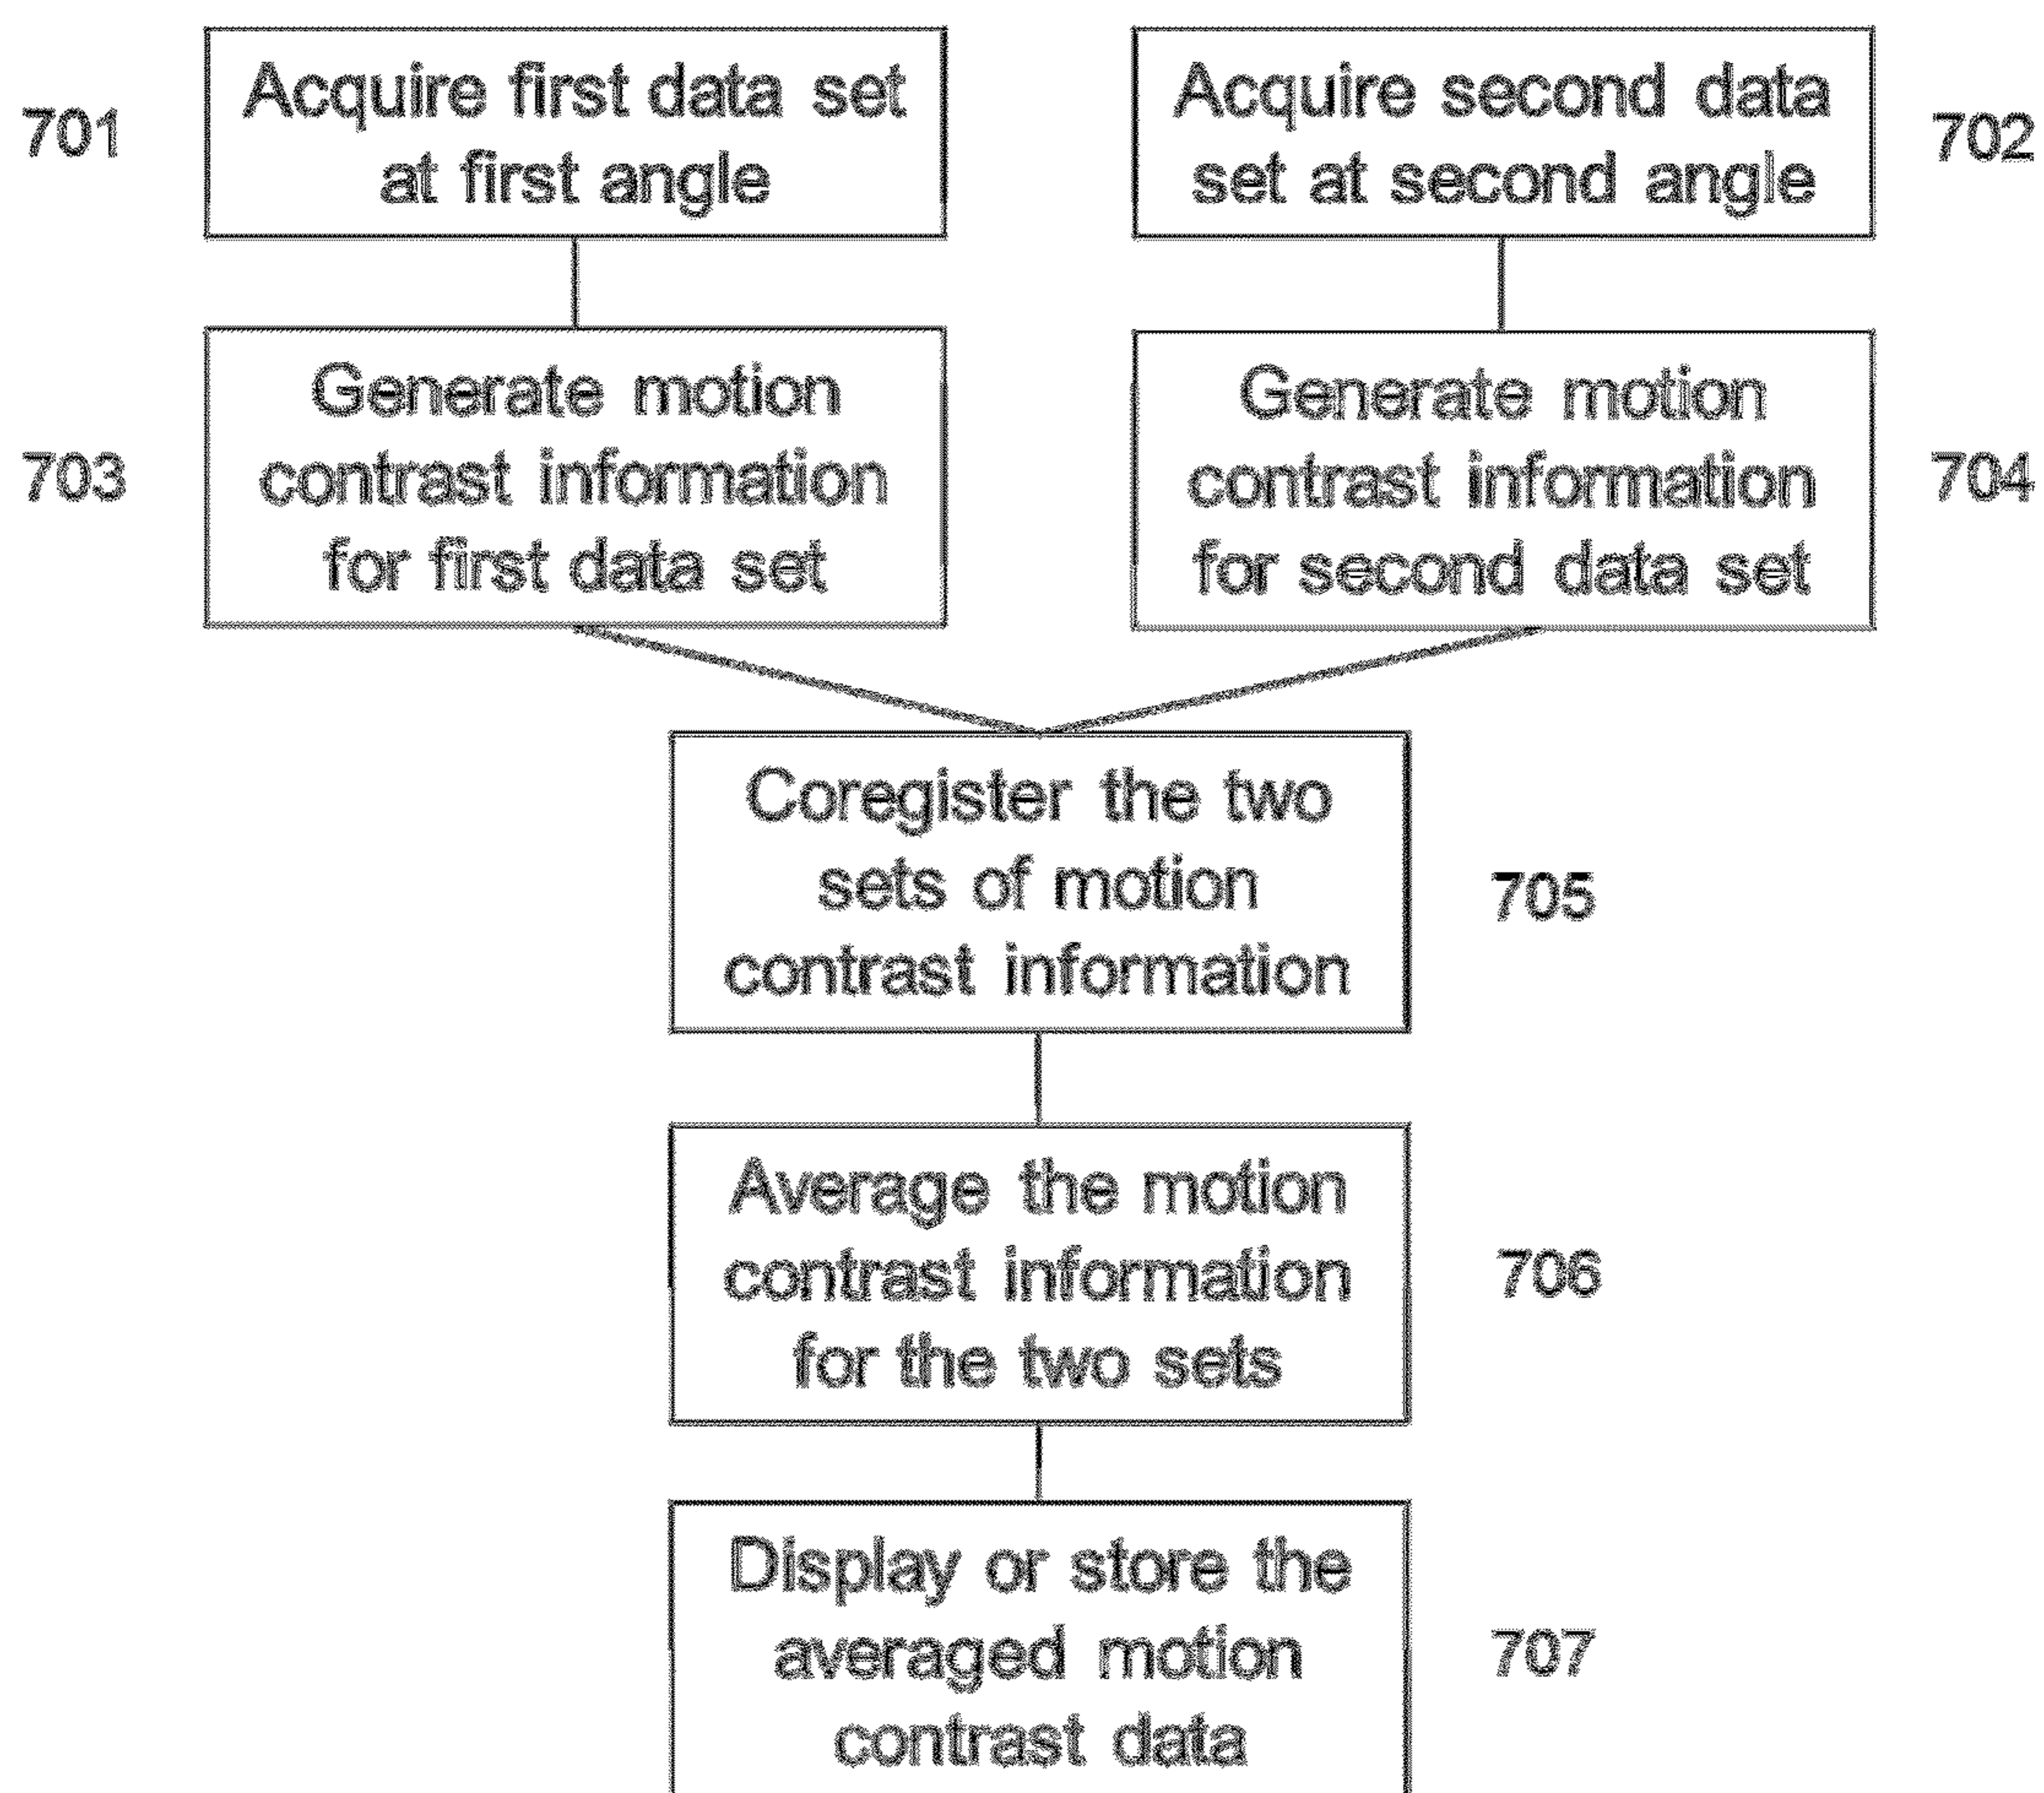 701
Acquire first data set
at first angle
Acquire second data
set at second angle
702
703
Generate motion
contrast information
for first data set
Generate motion
contrast information
for second data set
704
Coregister the two
sets of motion
contrast information
705
Average the motion
contrast information
for the two sets
706
Display or store the
averaged motion
contrast data
707